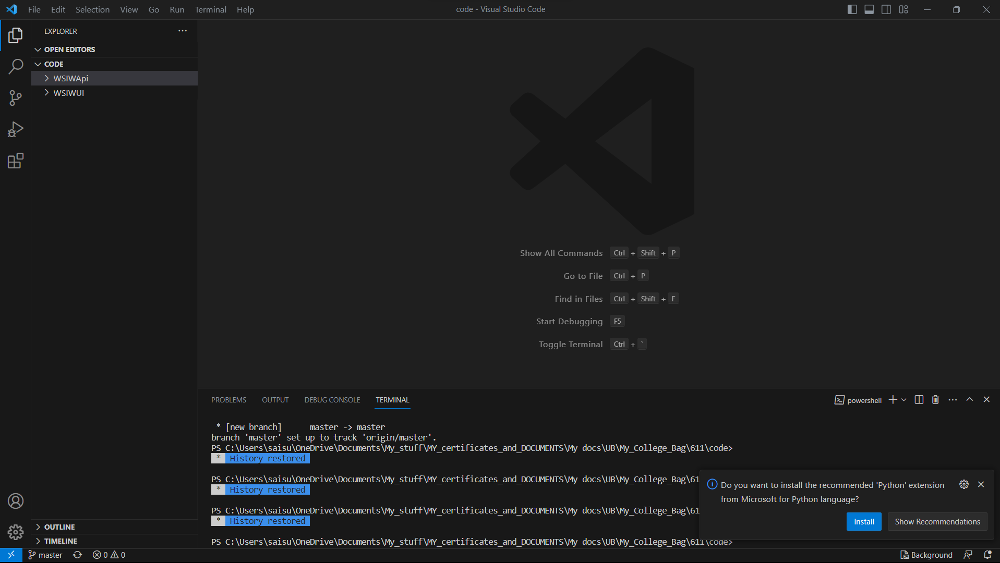 File Edit Selection View Go Run Terminal Help
code - Visual Studio Code
EXPLORER
OPEN EDITORS
CODE
WSIWApi
WSIWUI
OUTLINE
TIMELINE
Show All Commands Ctrl + Shift + P
Go to File Ctrl + P
Find in Files Ctrl + Shift + F
Start Debugging F5
Toggle Terminal Ctrl + `
PROBLEMS OUTPUT DEBUG CONSOLE TERMINAL
powershell
* [new branch]      master -> master
branch 'master' set up to track 'origin/master'.
PS C:\Users\saisu\OneDrive\Documents\My_stuff\MY_certificates_and_DOCUMENTS\My docs\UB\My_College_Bag\611\code>
* History restored
PS C:\Users\saisu\OneDrive\Documents\My_stuff\MY_certificates_and_DOCUMENTS\My docs\UB\My_College_Bag\61
* History restored
PS C:\Users\saisu\OneDrive\Documents\My_stuff\MY_certificates_and_DOCUMENTS\My docs\UB\My_College_Bag\61
* History restored
PS C:\Users\saisu\OneDrive\Documents\My_stuff\MY_certificates_and_DOCUMENTS\My docs\UB\My_College_Bag\611\code>
Do you want to install the recommended 'Python' extension
from Microsoft for Python language?
Install Show Recommendations
master 0 0
Background